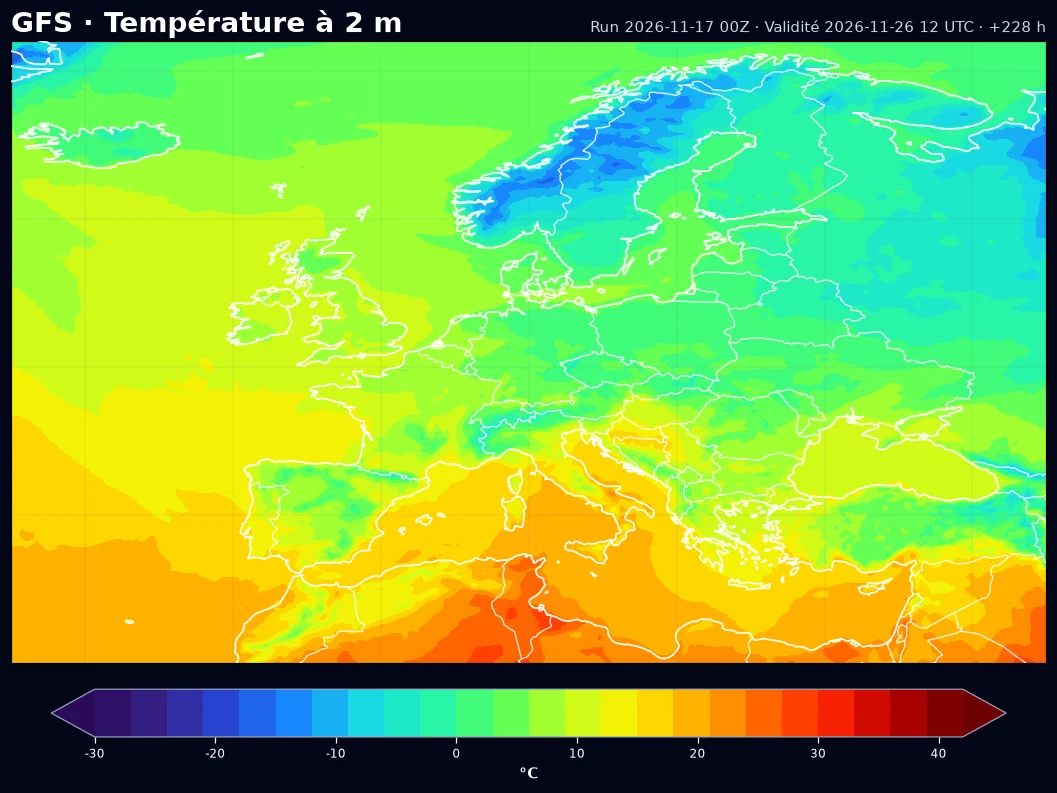 GFS · Température à 2 m
Run 2026-11-17 00Z · Validité 2026-11-26 12 UTC · +228 h
-30 -20 -10 0 10 20 30 40
°C